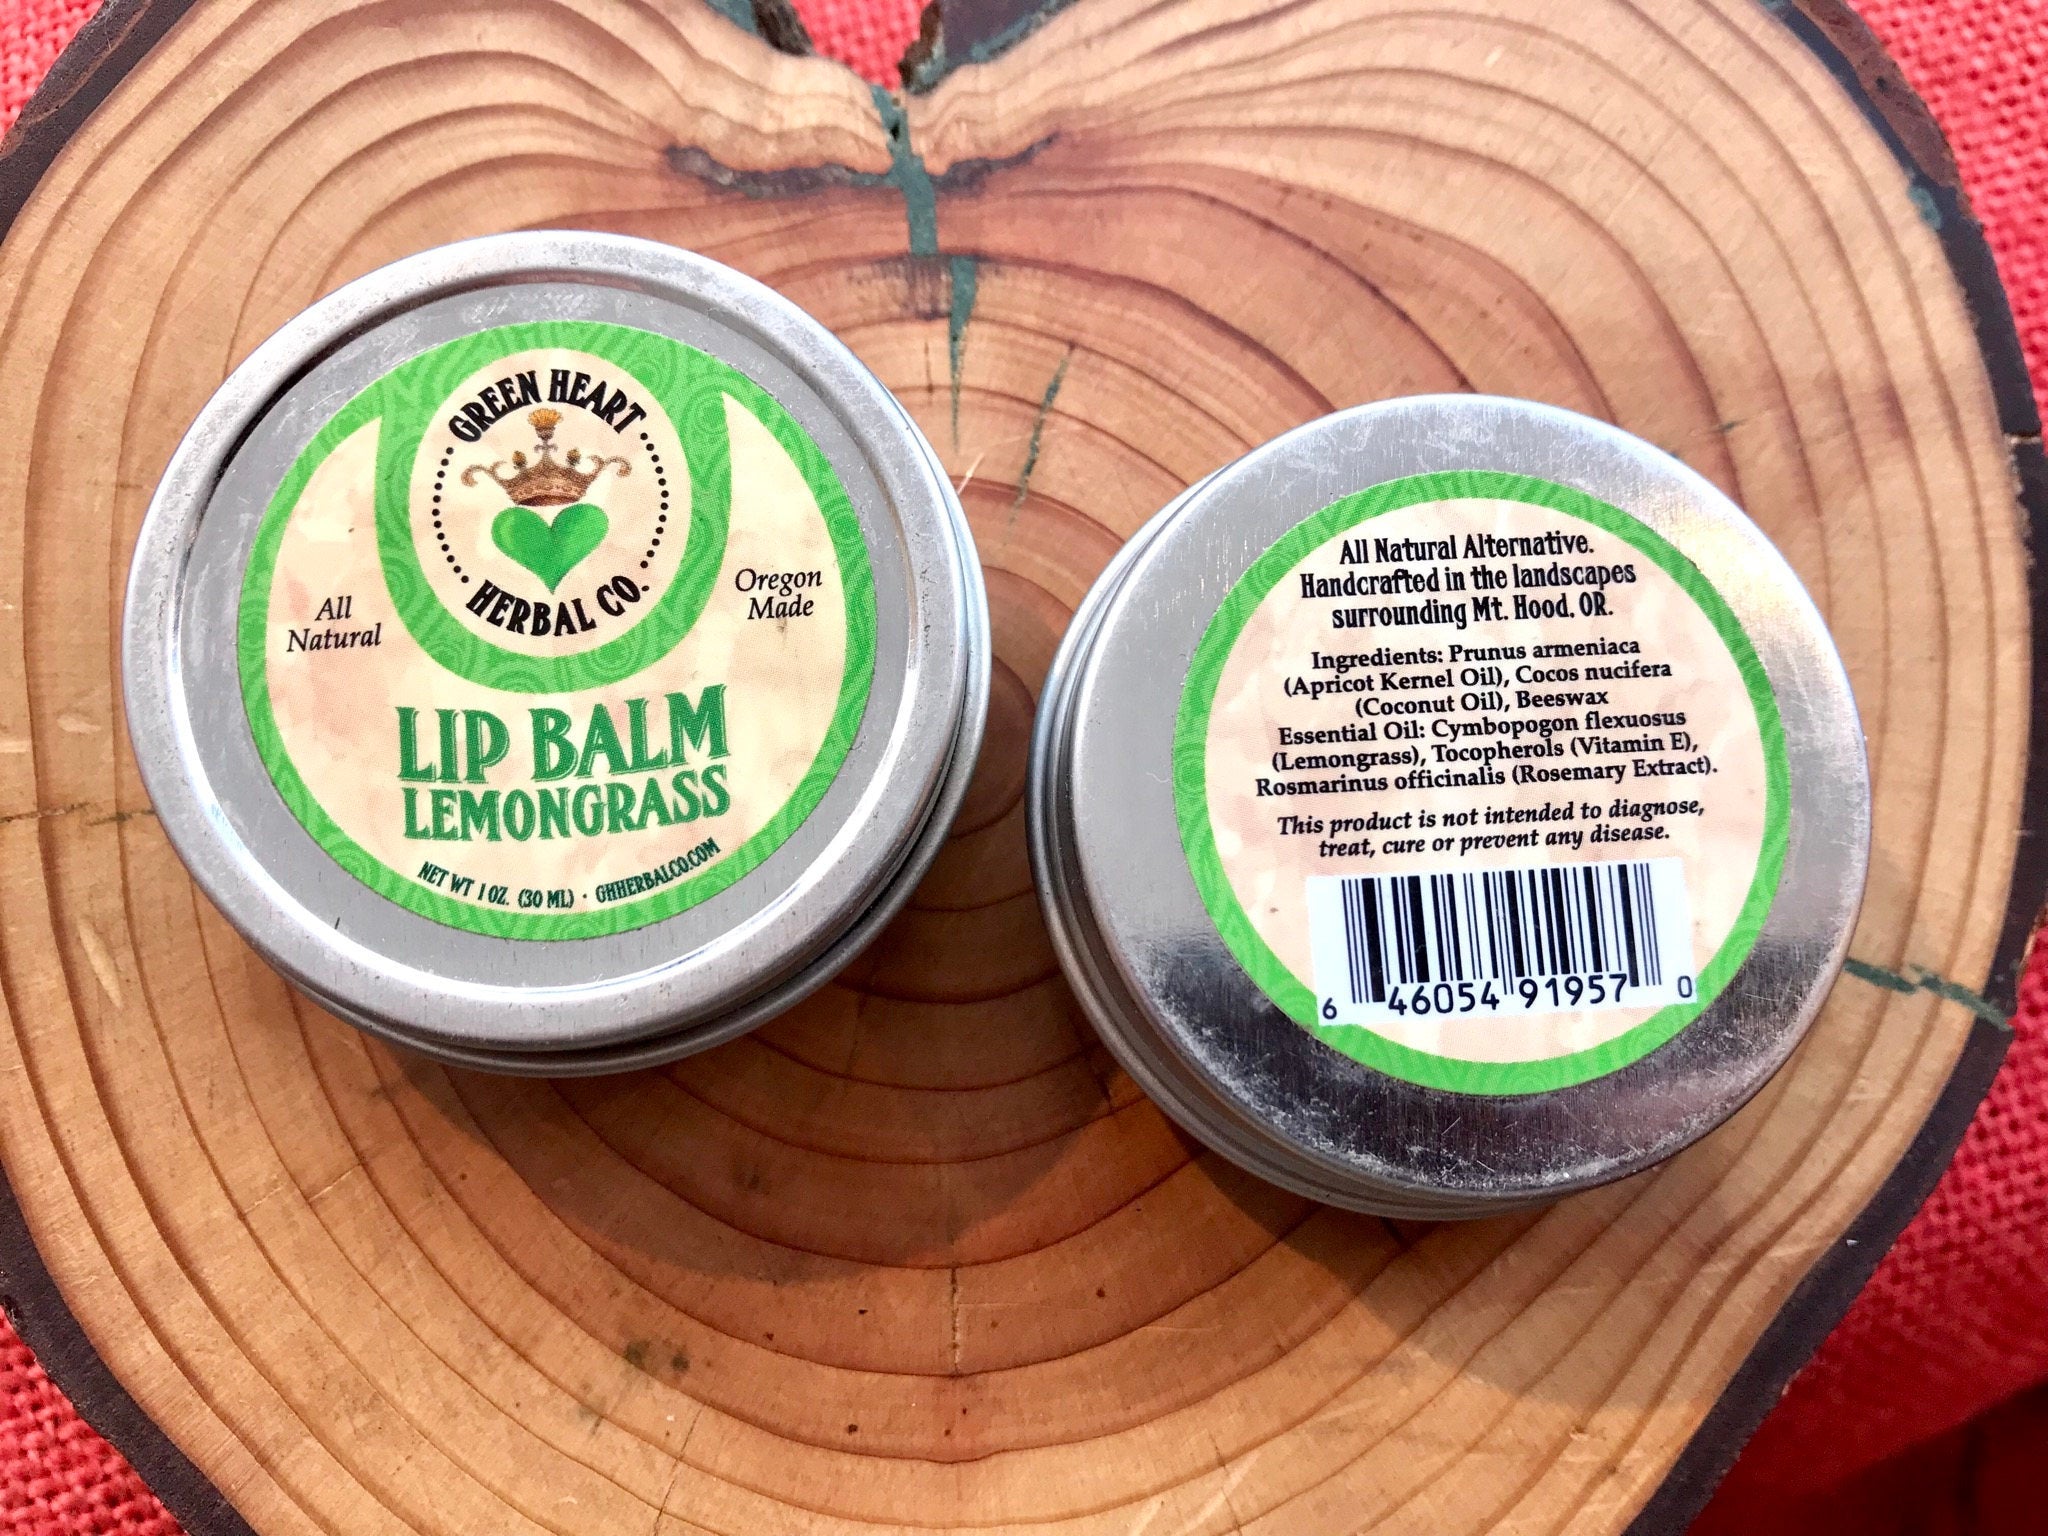 GREEN HEART
HERBAL CO.
All
Natural
Oregon
Made
LIP BALM
LEMONGRASS
NET WT 1 OZ. (30 ML) · GHHERBALCO.COM
All Natural Alternative.
Handcrafted in the landscapes
surrounding Mt. Hood, OR.
Ingredients: Prunus armeniaca
(Apricot Kernel Oil), Cocos nucifera
(Coconut Oil), Beeswax
Essential Oil: Cymbopogon flexuosus
(Lemongrass), Tocopherols (Vitamin E),
Rosmarinus officinalis (Rosemary Extract).
This product is not intended to diagnose,
treat, cure or prevent any disease.
6 46054 91957 0